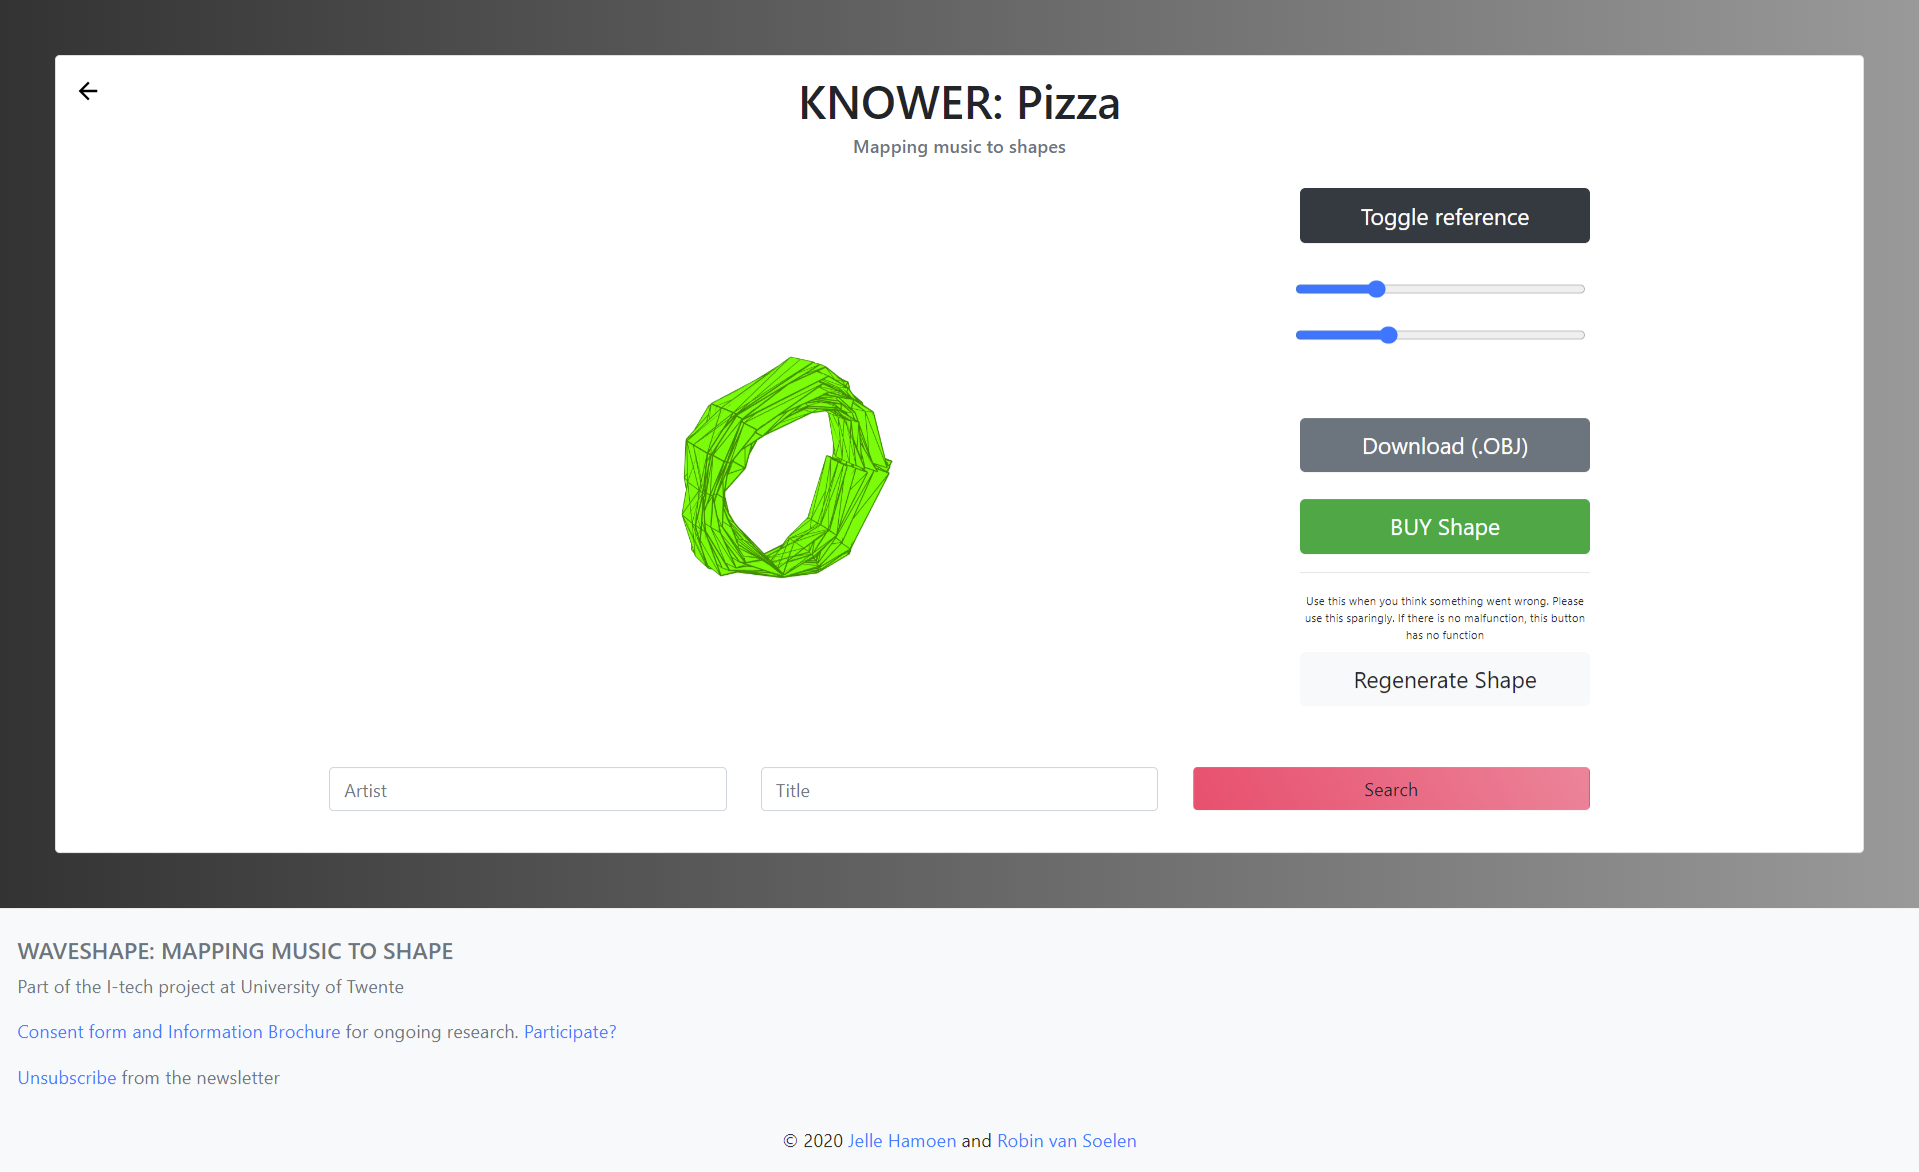 KNOWER: Pizza
Mapping music to shapes
Toggle reference
Download (.OBJ)
BUY Shape
Use this when you think something went wrong. Please
use this sparingly. If there is no malfunction, this button
has no function
Regenerate Shape
Artist
Title
Search
WAVESHAPE: MAPPING MUSIC TO SHAPE
Part of the I-tech project at University of Twente
Consent form and Information Brochure for ongoing research. Participate?
Unsubscribe from the newsletter
© 2020 Jelle Hamoen and Robin van Soelen